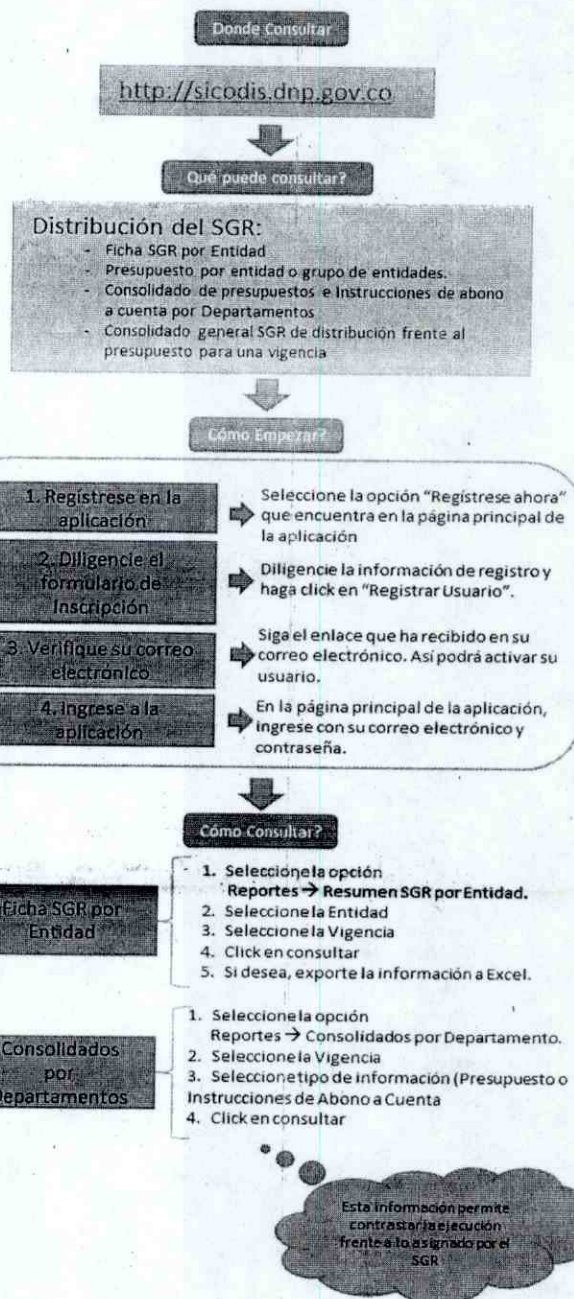 Donde Consultar
http://sicodis.dnp.gov.co
Qué puede consultar?
Distribución del SGR:
- Ficha SGR por Entidad
- Presupuesto por entidad o grupo de entidades.
- Consolidado de presupuestos e Instrucciones de abono
a cuenta por Departamentos
- Consolidado general SGR de distribución frente al
presupuesto para una vigencia
Cómo Empezar?
1. Regístrese en la
aplicación
Seleccione la opción "Regístrese ahora"
que encuentra en la página principal de
la aplicación
2. Diligencie el
formulario de
Inscripción
Diligencie la información de registro y
haga click en "Registrar Usuario".
3. Verifique su correo
electrónico
Siga el enlace que ha recibido en su
correo electrónico. Así podrá activar su
usuario.
4. Ingrese a la
aplicación
En la página principal de la aplicación,
ingrese con su correo electrónico y
contraseña.
Cómo Consultar?
Ficha SGR por
Entidad
1. Seleccione la opción
Reportes → Resumen SGR por Entidad.
2. Seleccione la Entidad
3. Seleccione la Vigencia
4. Click en consultar
5. Si desea, exporte la información a Excel.
Consolidados
por
Departamentos
1. Seleccione la opción
Reportes → Consolidados por Departamento.
2. Seleccione la Vigencia
3. Seleccione tipo de información (Presupuesto o
Instrucciones de Abono a Cuenta
4. Click en consultar
Esta información permite
contrastar la ejecución
frente a lo asignado por el
SGR